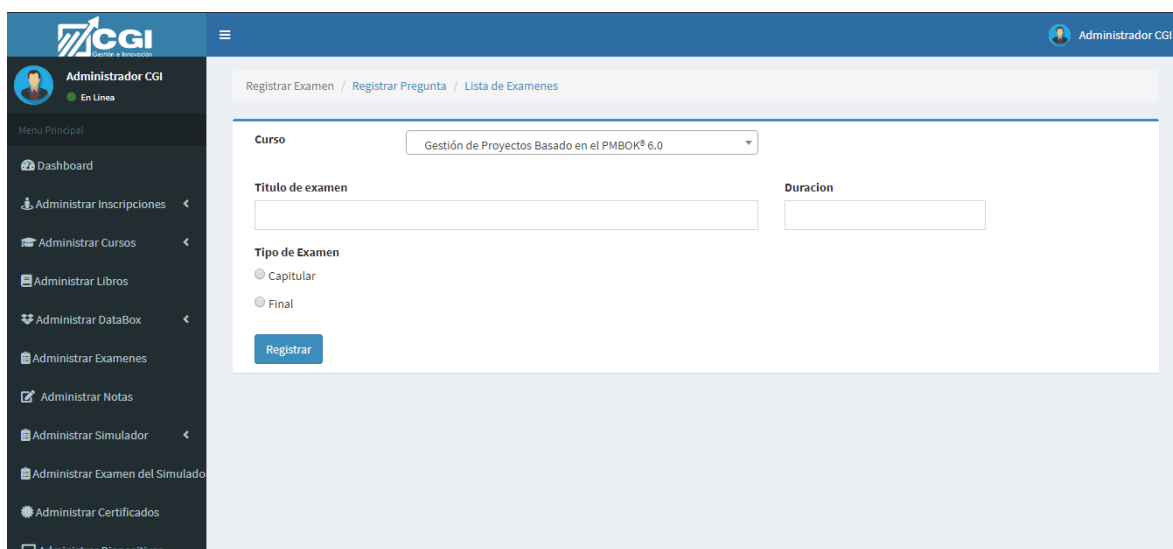 CGI
Gestión e Innovación
Administrador CGI
Administrador CGI
En Linea
Menu Principal
Dashboard
Administrar Inscripciones
Administrar Cursos
Administrar Libros
Administrar DataBox
Administrar Examenes
Administrar Notas
Administrar Simulador
Administrar Examen del Simulado
Administrar Certificados
Registrar Examen / Registrar Pregunta / Lista de Examenes
Curso
Gestión de Proyectos Basado en el PMBOK® 6.0
Titulo de examen
Duracion
Tipo de Examen
Capitular
Final
Registrar